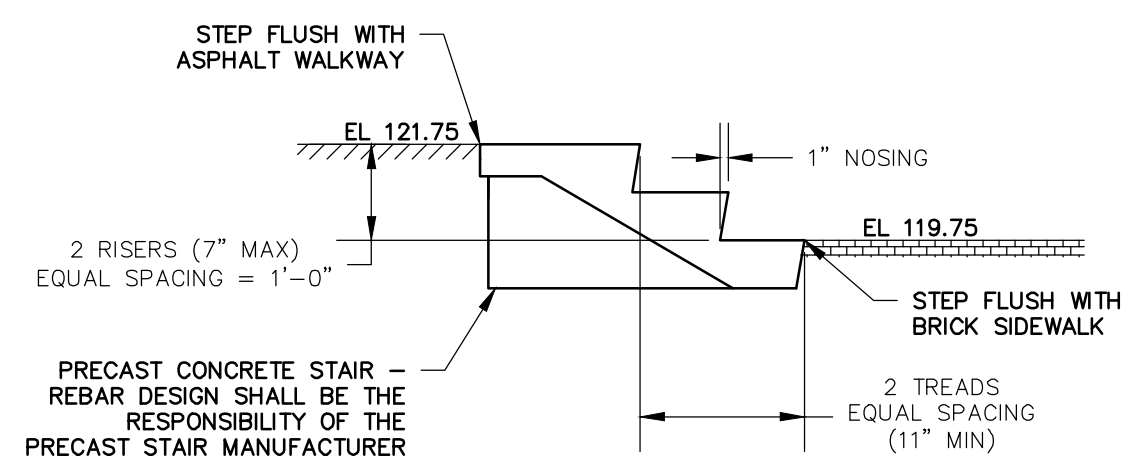 STEP FLUSH WITH
ASPHALT WALKWAY
EL 121.75
1" NOSING
EL 119.75
2 RISERS (7" MAX)
EQUAL SPACING = 1'-0"
STEP FLUSH WITH
BRICK SIDEWALK
PRECAST CONCRETE STAIR –
REBAR DESIGN SHALL BE THE
RESPONSIBILITY OF THE
PRECAST STAIR MANUFACTURER
2 TREADS
EQUAL SPACING
(11" MIN)